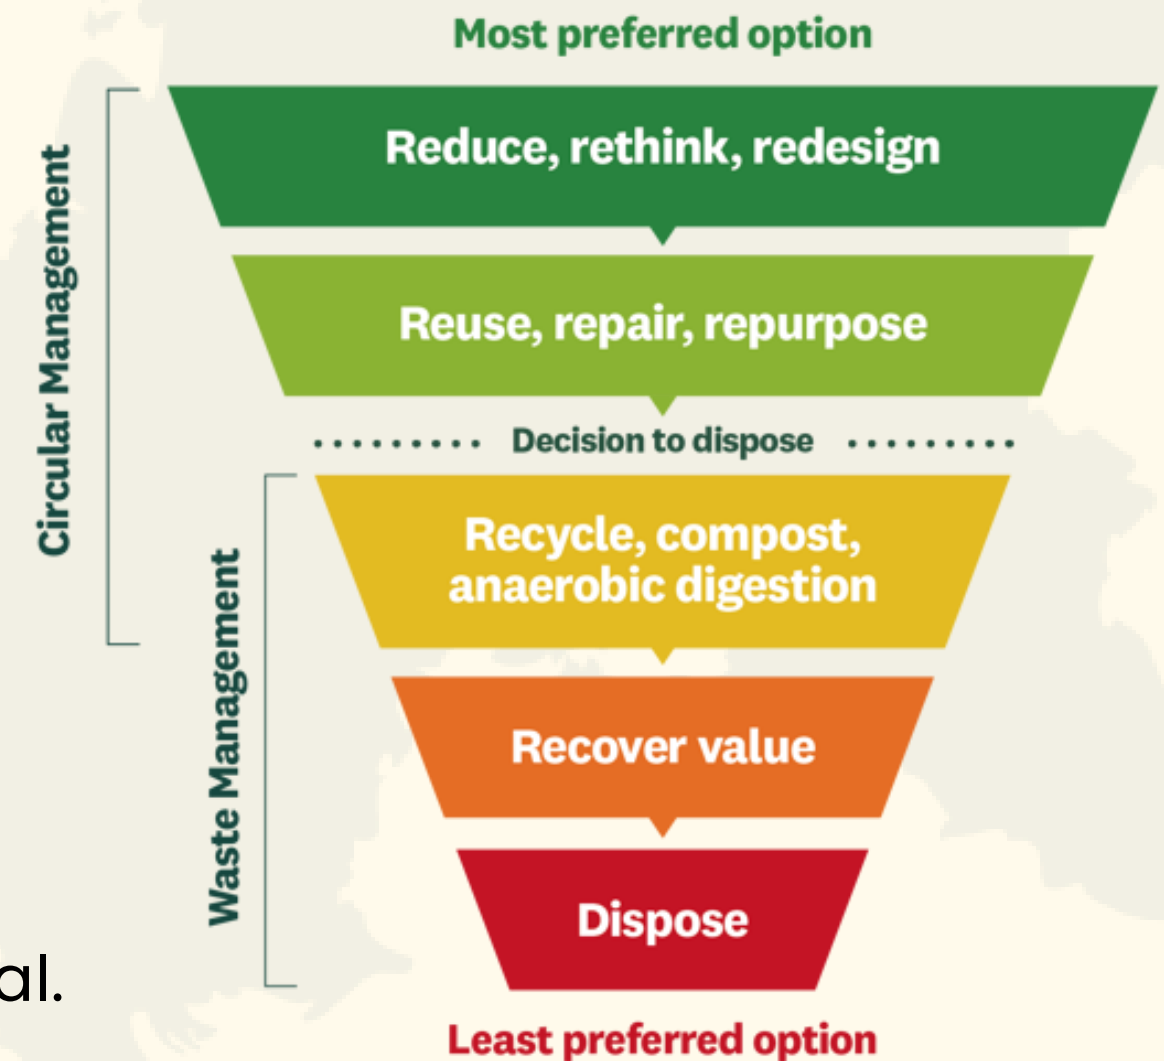 Most preferred option
Circular Management
Reduce, rethink, redesign
Reuse, repair, repurpose
Decision to dispose
Waste Management
Recycle, compost,
anaerobic digestion
Recover value
Dispose
al.
Least preferred option